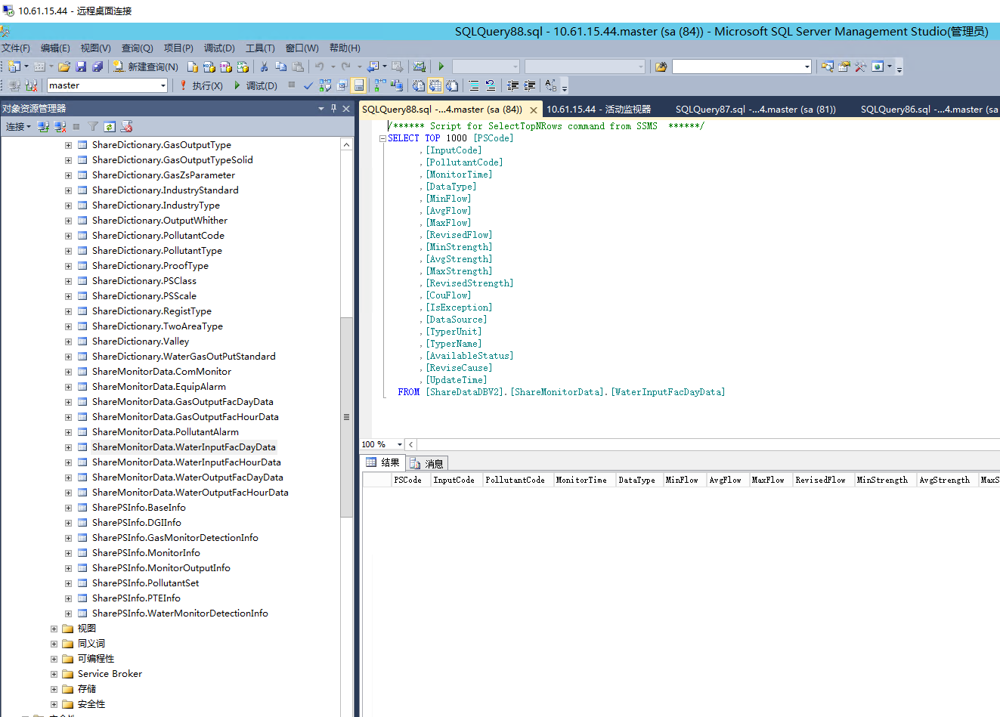 10.61.15.44 - 远程桌面连接
SQLQuery88.sql - 10.61.15.44.master (sa (84)) - Microsoft SQL Server Management Studio(管理员)
文件(F) 编辑(E) 视图(V) 查询(Q) 项目(P) 调试(D) 工具(T) 窗口(W) 帮助(H)
新建查询(N)
master 执行(X) 调试(D)
对象资源管理器
连接
ShareDictionary.GasOutputType
ShareDictionary.GasOutputTypeSolid
ShareDictionary.GasZsParameter
ShareDictionary.IndustryStandard
ShareDictionary.IndustryType
ShareDictionary.OutputWhither
ShareDictionary.PollutantCode
ShareDictionary.PollutantType
ShareDictionary.ProofType
ShareDictionary.PSClass
ShareDictionary.PSScale
ShareDictionary.RegistType
ShareDictionary.TwoAreaType
ShareDictionary.Valley
ShareDictionary.WaterGasOutPutStandard
ShareMonitorData.ComMonitor
ShareMonitorData.EquipAlarm
ShareMonitorData.GasOutputFacDayData
ShareMonitorData.GasOutputFacHourData
ShareMonitorData.PollutantAlarm
ShareMonitorData.WaterInputFacDayData
ShareMonitorData.WaterInputFacHourData
ShareMonitorData.WaterOutputFacDayData
ShareMonitorData.WaterOutputFacHourData
SharePSInfo.BaseInfo
SharePSInfo.DGIInfo
SharePSInfo.GasMonitorDetectionInfo
SharePSInfo.MonitorInfo
SharePSInfo.MonitorOutputInfo
SharePSInfo.PollutantSet
SharePSInfo.PTEInfo
SharePSInfo.WaterMonitorDetectionInfo
视图
同义词
可编程性
Service Broker
存储
安全性
SQLQuery88.sql -...4.master (sa (84)) 10.61.15.44 - 活动监视器 SQLQuery87.sql -...4.master (sa (81)) SQLQuery86.sql -...4.master (sa
/****** Script for SelectTopNRows command from SSMS ******/
SELECT TOP 1000 [PSCode]
,[InputCode]
,[PollutantCode]
,[MonitorTime]
,[DataType]
,[MinFlow]
,[AvgFlow]
,[MaxFlow]
,[RevisedFlow]
,[MinStrength]
,[AvgStrength]
,[MaxStrength]
,[RevisedStrength]
,[CouFlow]
,[IsException]
,[DataSource]
,[TyperUnit]
,[TyperName]
,[AvailableStatus]
,[ReviseCause]
,[UpdateTime]
FROM [ShareDataDBV2].[ShareMonitorData].[WaterInputFacDayData]
100 %
结果 消息
PSCode InputCode PollutantCode MonitorTime DataType MinFlow AvgFlow MaxFlow RevisedFlow MinStrength AvgStrength MaxS